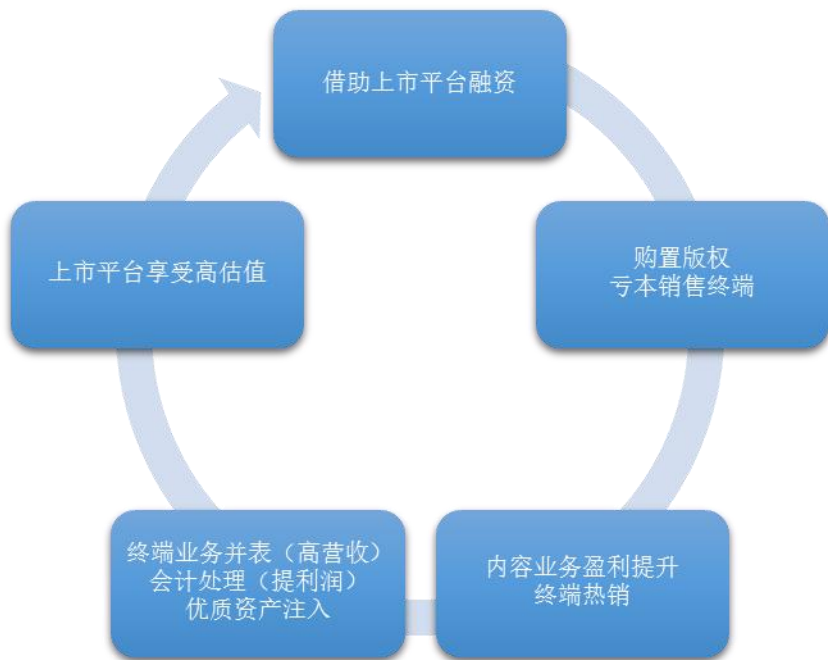 借助上市平台融资
购置版权
亏本销售终端
内容业务盈利提升
终端热销
终端业务并表（高营收）
会计处理（提利润）
优质资产注入
上市平台享受高估值